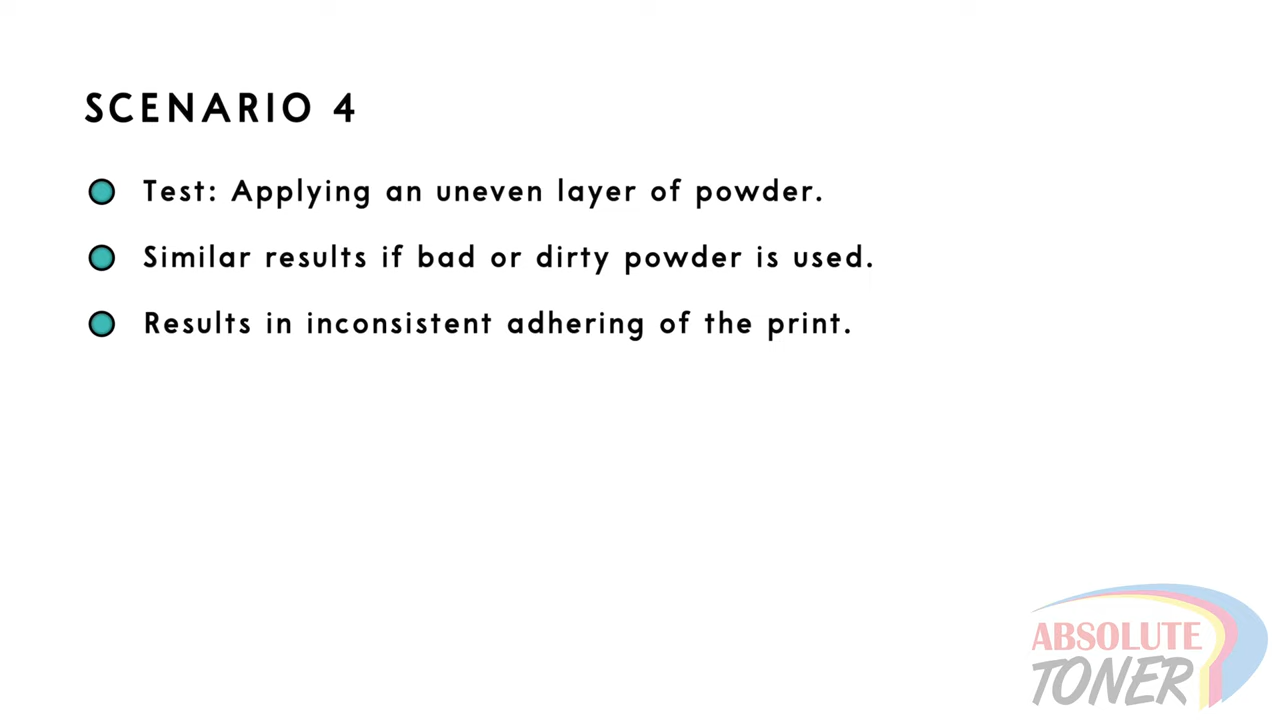 SCENARIO 4
Test: Applying an uneven layer of powder.
Similar results if bad or dirty powder is used.
Results in inconsistent adhering of the print.
ABSOLUTE
TONER